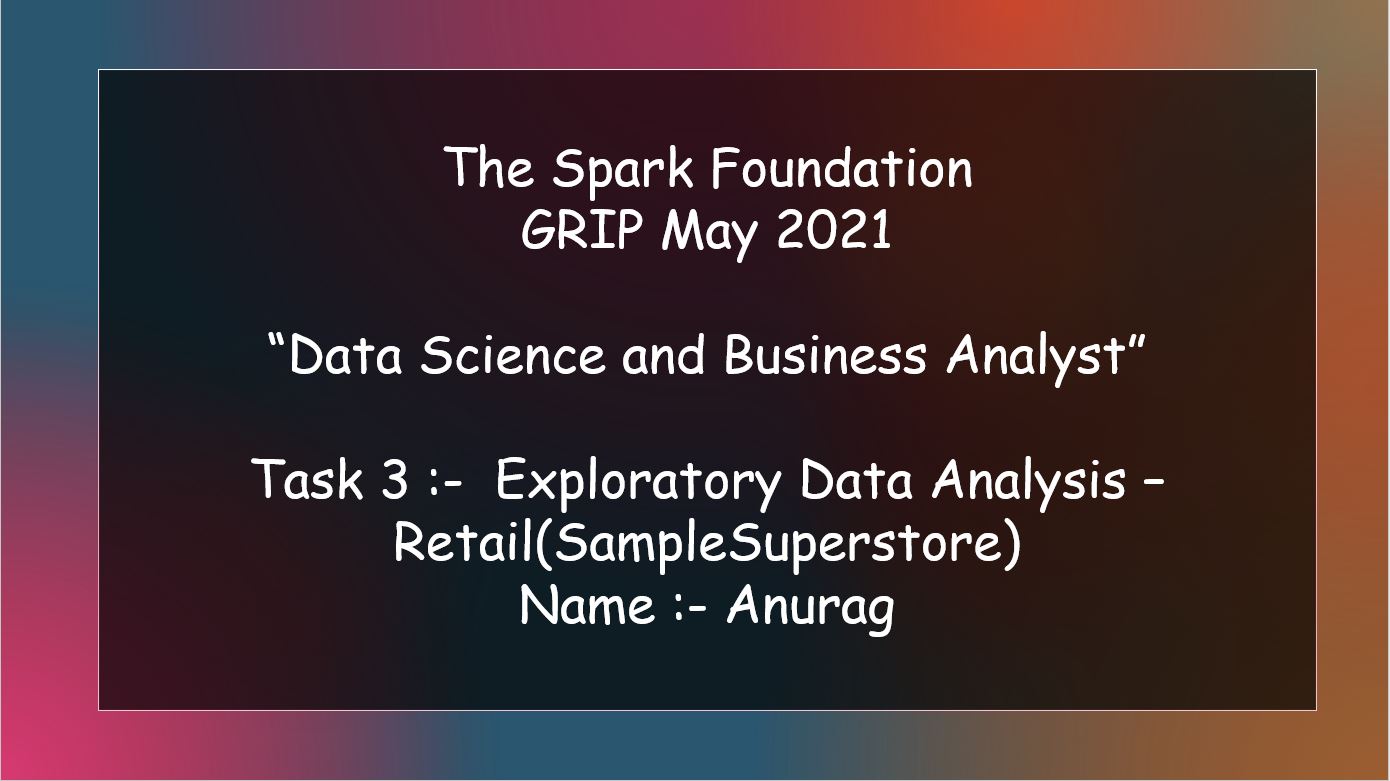 The Spark Foundation
GRIP May 2021
“Data Science and Business Analyst”
Task 3 :-  Exploratory Data Analysis –
Retail(SampleSuperstore)
Name :- Anurag